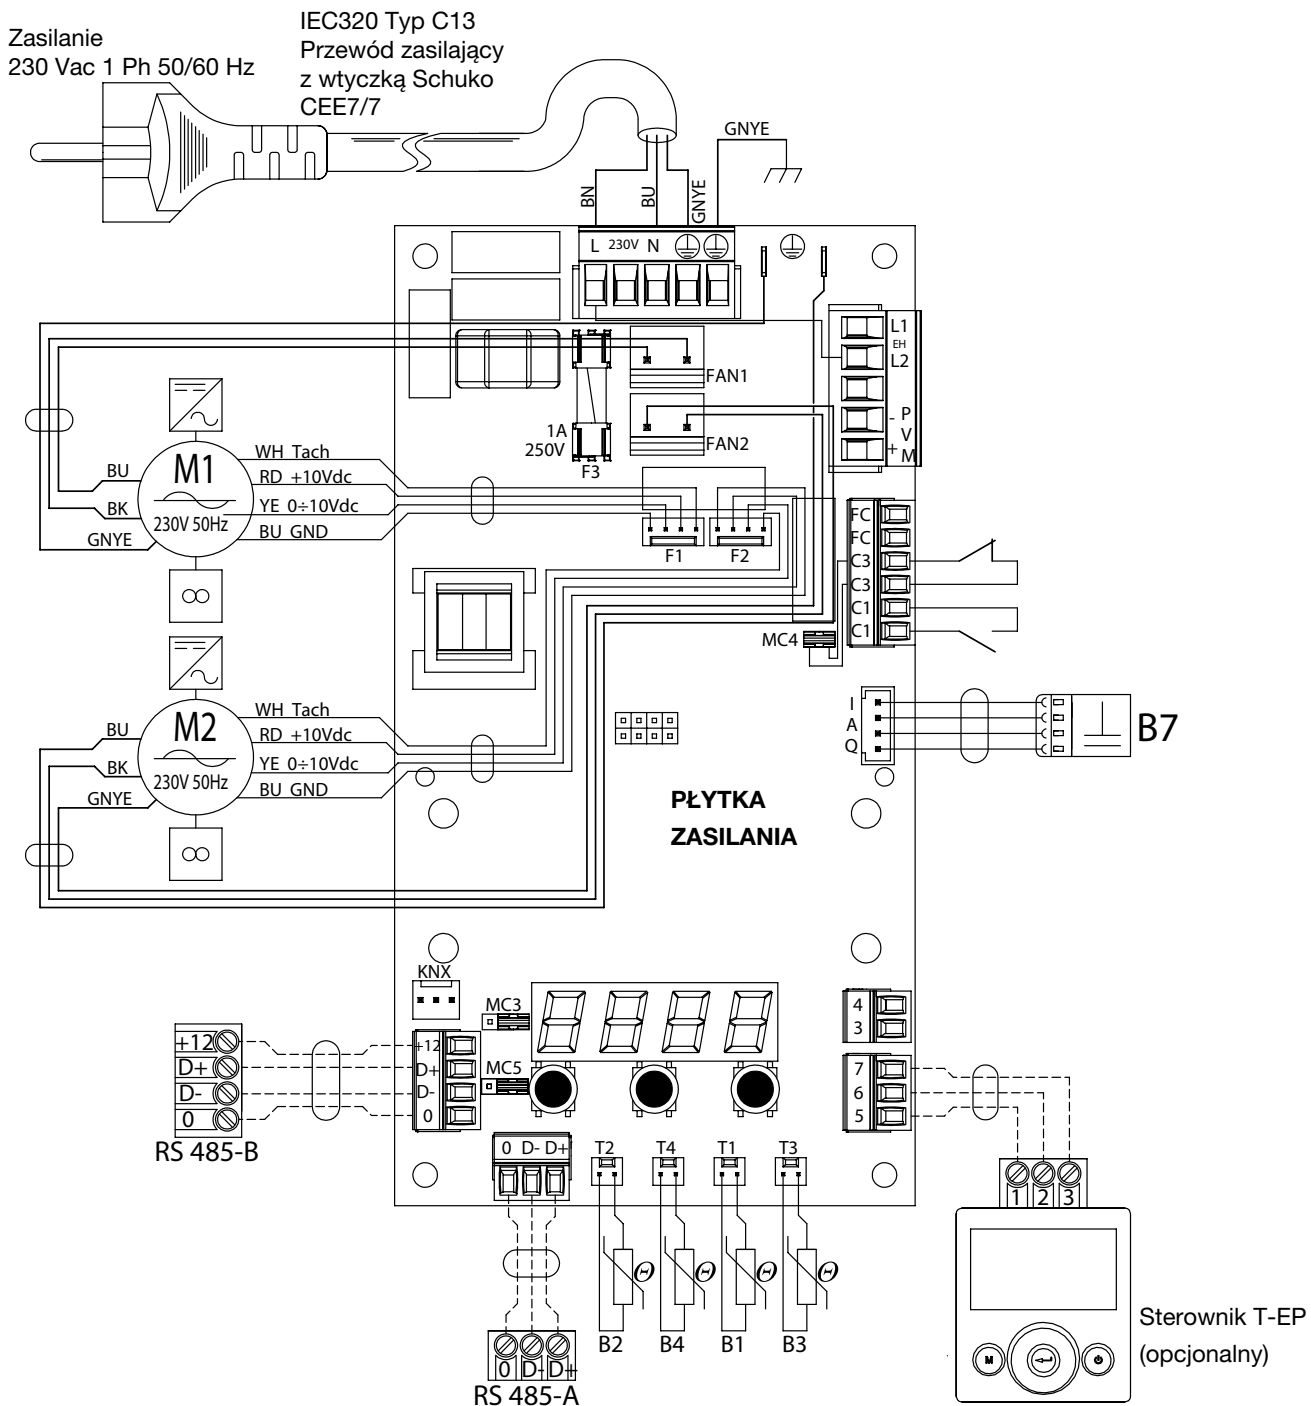 Zasilanie
230 Vac 1 Ph 50/60 Hz
IEC320 Typ C13
Przewód zasilający
z wtyczką Schuko
CEE7/7
GNYE
BN
BU
GNYE
L 230V N
L1
EH
L2
- P
V
+ M
FAN1
FAN2
1A
250V
F3
M1
230V 50Hz
BU
BK
GNYE
WH Tach
RD +10Vdc
YE 0÷10Vdc
BU GND
F1
F2
FC
FC
C3
C3
C1
C1
MC4
M2
230V 50Hz
BU
BK
GNYE
WH Tach
RD +10Vdc
YE 0÷10Vdc
BU GND
I
A
Q
B7
PŁYTKA
ZASILANIA
KNX
MC3
MC5
+12
D+
D-
0
RS 485-B
+12
D+
D-
0
4
3
7
6
5
0 D- D+
T2
T4
T1
T3
Θ
Θ
Θ
Θ
B2
B4
B1
B3
0 D- D+
RS 485-A
1 2 3
M
Sterownik T-EP
(opcjonalny)